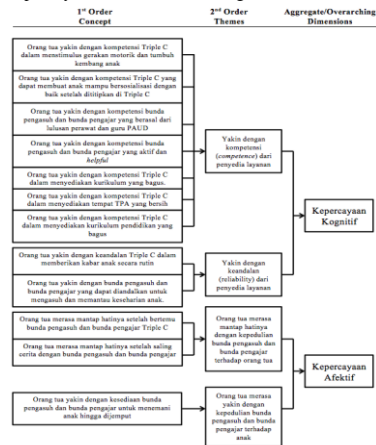 1st Order
Concept
2nd Order
Themes
Aggregate/Overarching
Dimensions
Orang tua yakin dengan kompetensi Triple C
dalam menstimulus gerakan motorik dan tumbuh
kembang anak
Orang tua yakin dengan kompetensi Triple C yang
dapat membuat anak mampu bersosialisasi dengan
baik setelah dititipkan di Triple C
Orang tua yakin dengan kompetensi bunda
pengasuh dan bunda pengajar yang berasal dari
lulusan perawat dan guru PAUD
Orang tua yakin dengan kompetensi bunda
pengasuh dan bunda pengajar yang aktif dan
helpful
Orang tua yakin dengan kompetensi Triple C
dalam menyediakan kurikulum yang bagus.
Orang tua yakin dengan kompetensi Triple C
dalam menyediakan tempat TPA yang bersih
Orang tua yakin dengan kompetensi Triple C
dalam menyediakan kurikulum pendidikan yang
bagus
Yakin dengan
kompetensi
(competence) dari
penyedia layanan
Orang tua yakin dengan keandalan Triple C dalam
memberikan kabar anak secara rutin
Orang tua yakin dengan bunda pengasuh dan
bunda pengajar yang dapat diandalkan untuk
mengasuh dan memantau keseharian anak.
Yakin dengan
keandalan
(reliability) dari
penyedia layanan
Kepercayaan
Kognitif
Orang tua merasa mantap hatinya setelah bertemu
bunda pengasuh dan bunda pengajar Triple C
Orang tua merasa mantap hatinya setelah saling
cerita dengan bunda pengasuh dan bunda pengajar
Orang tua merasa
mantap hatinya
dengan kepedulian
bunda pengasuh dan
bunda pengajar
terhadap orang tua
Orang tua yakin dengan kesediaan bunda
pengasuh dan bunda pengajar untuk menemani
anak hingga dijemput
Orang tua merasa
yakin dengan
kepedulian bunda
pengasuh dan bunda
pengajar terhadap
anak
Kepercayaan
Afektif